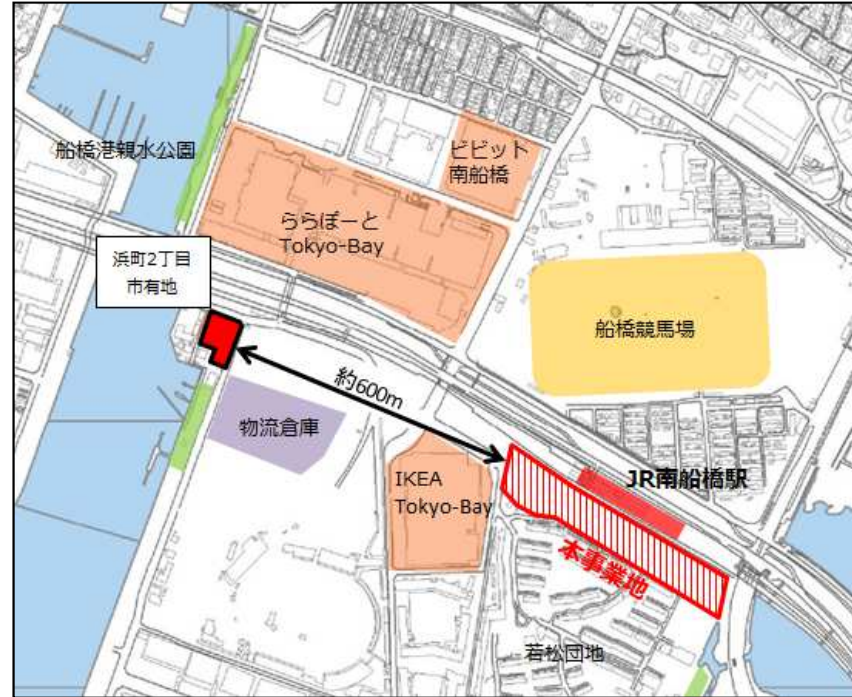 船橋港親水公園
ビビット
南船橋
ららぽーと
Tokyo-Bay
浜町2丁目
市有地
船橋競馬場
約600m
物流倉庫
IKEA
Tokyo-Bay
JR南船橋駅
本事業地
若松団地